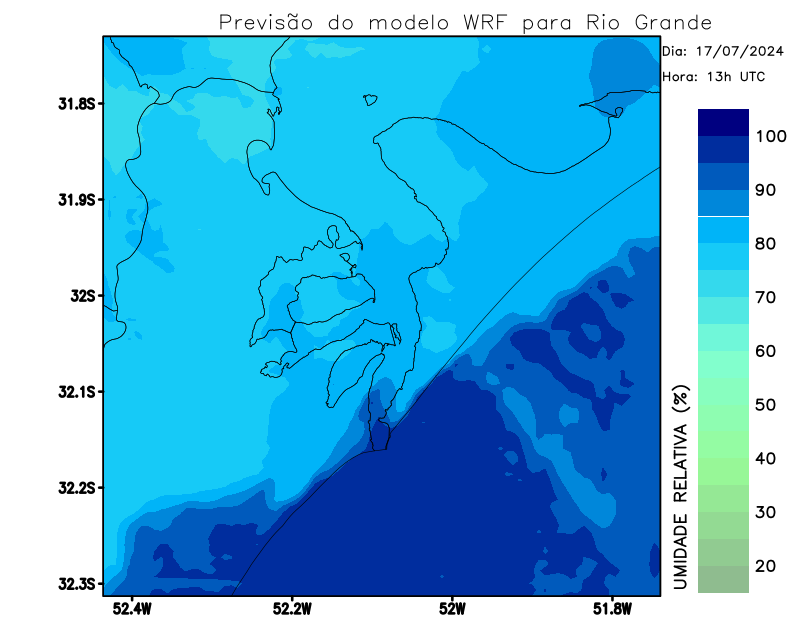 Previsão do modelo WRF para Rio Grande
Dia: 17/07/2024
Hora: 13h UTC
31.8S
31.9S
32S
32.1S
32.2S
32.3S
52.4W
52.2W
52W
51.8W
100
90
80
70
60
50
40
30
20
UMIDADE RELATIVA (%)